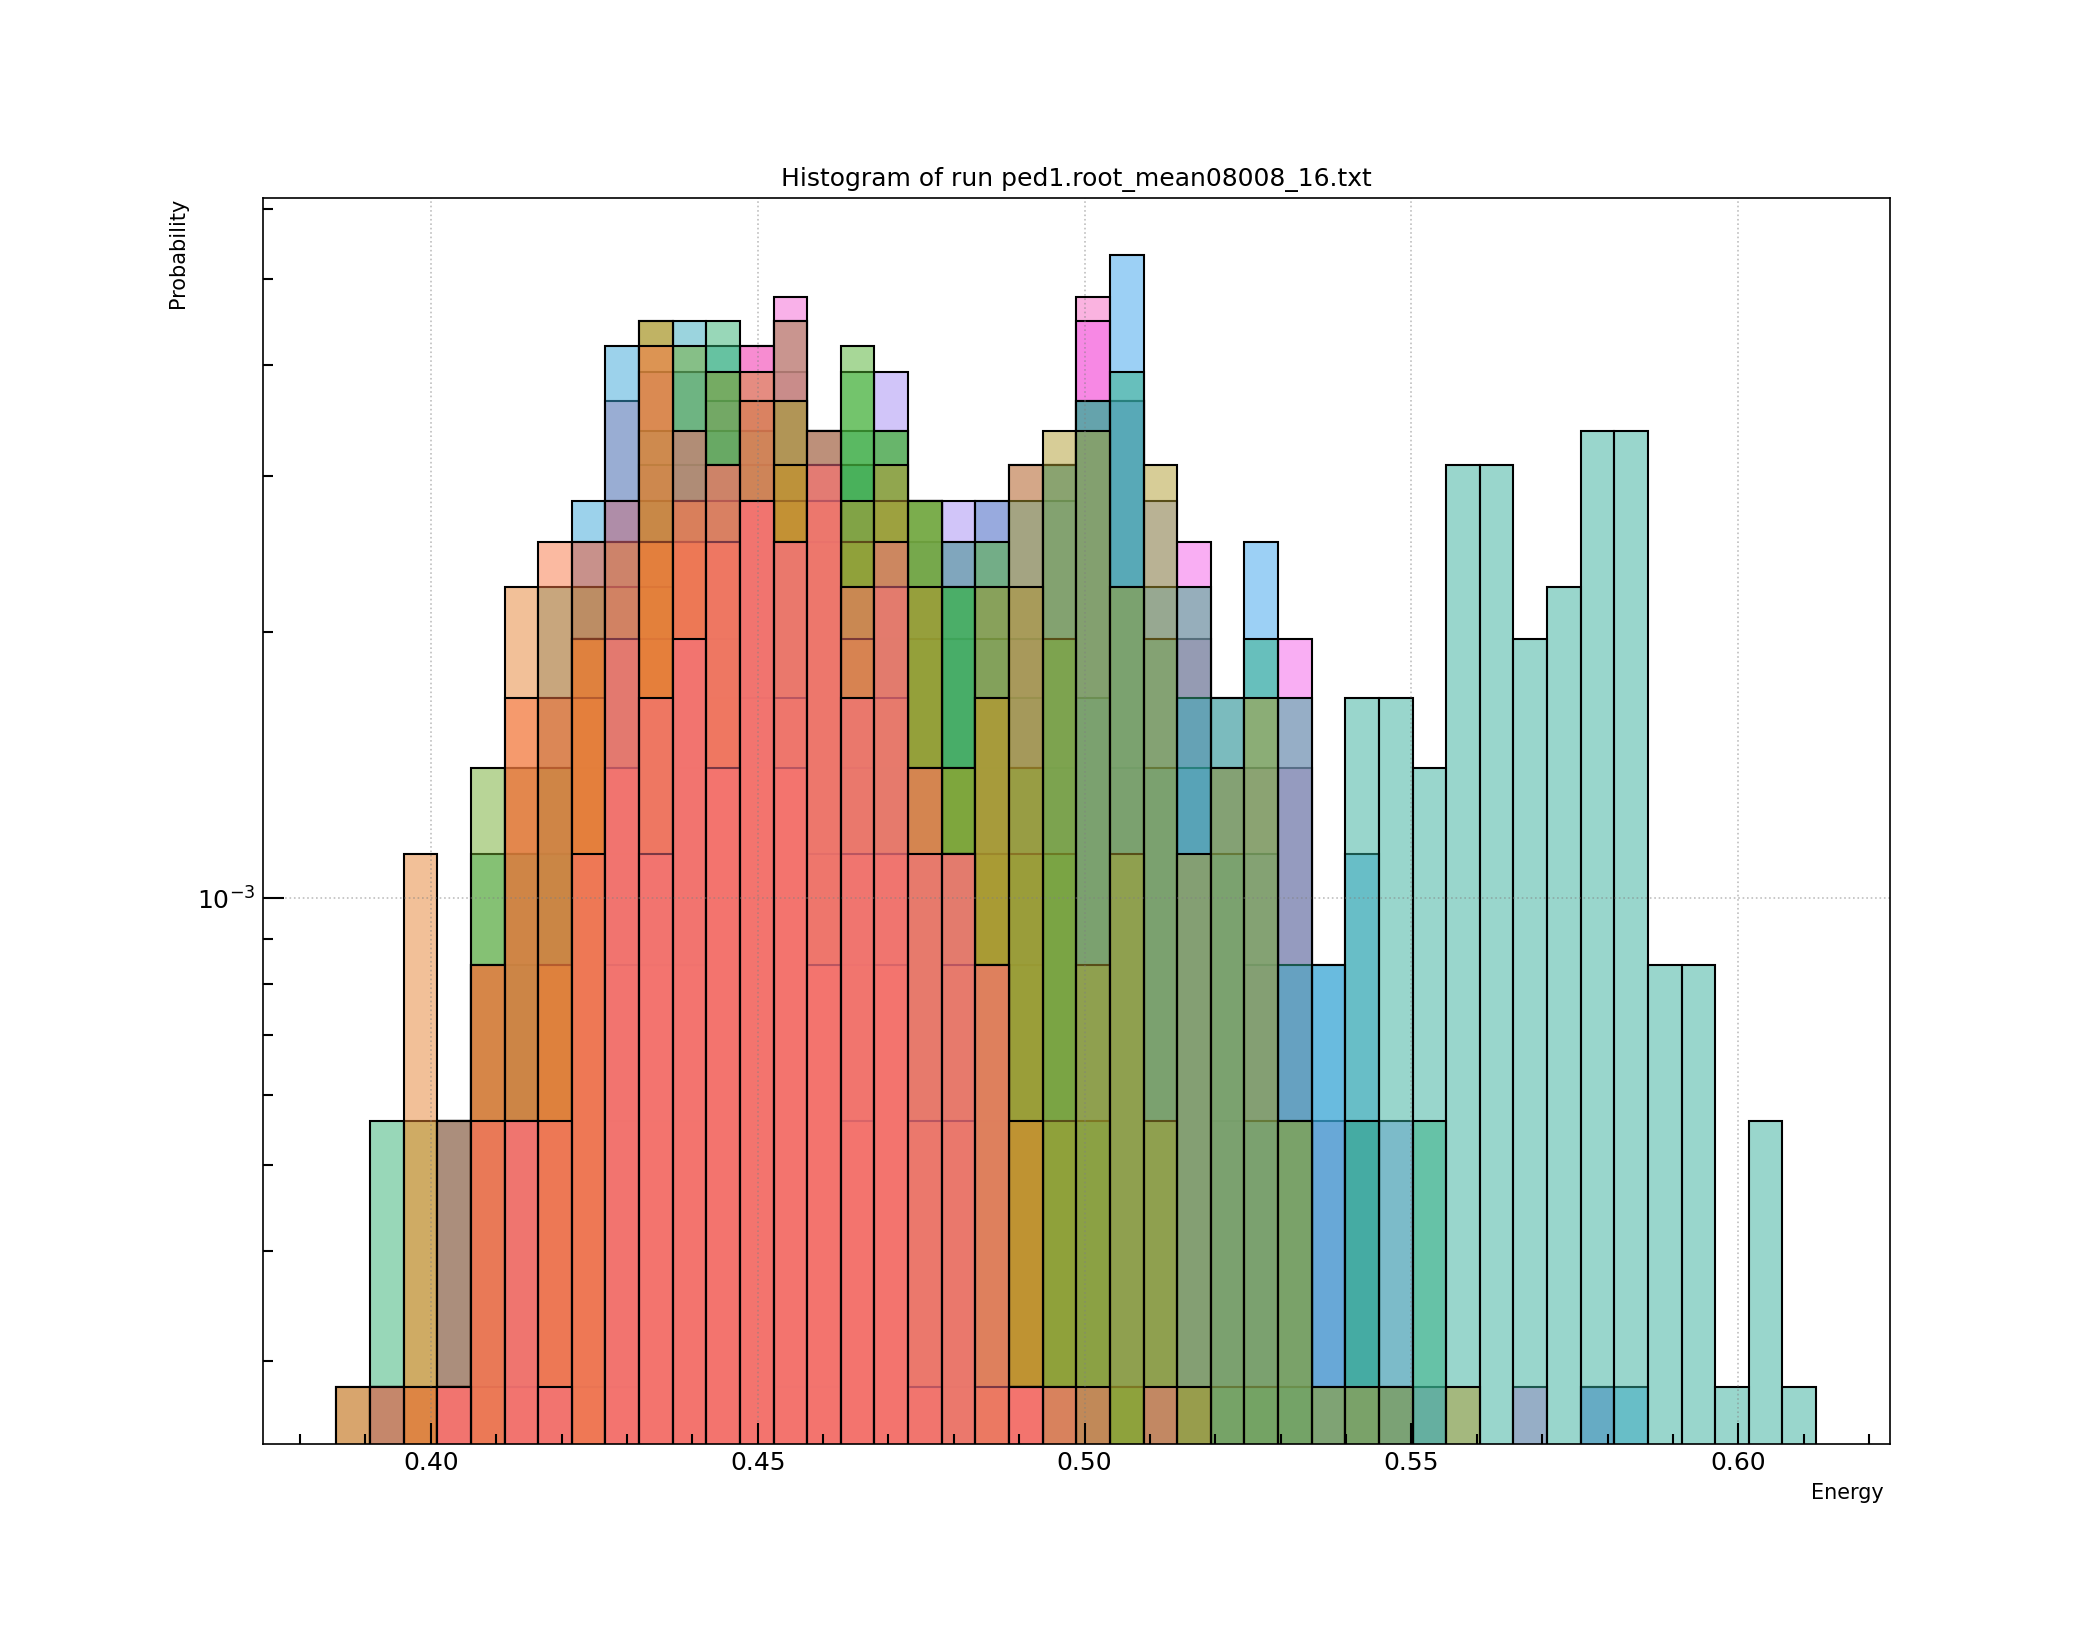 Histogram of run ped1.root_mean08008_16.txt
Probability
10⁻³
0.40 0.45 0.50 0.55 0.60
Energy